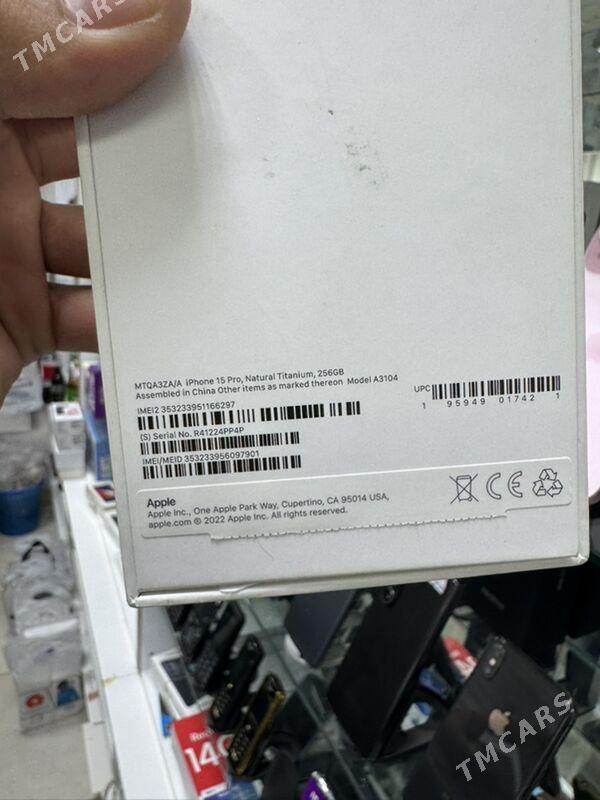 TMCARS
MTQA3ZA/A iPhone 15 Pro, Natural Titanium, 256GB
Assembled in China Other items as marked thereon Model A3104
IMEI2 353233951166297
UPC
1 95949 01742 1
(S) Serial No. R41224PP4P
IMEI/MEID 353233956097901
Apple
Apple Inc., One Apple Park Way, Cupertino, CA 95014 USA,
apple.com ® 2022 Apple Inc. All rights reserved.
CE
TMCARS